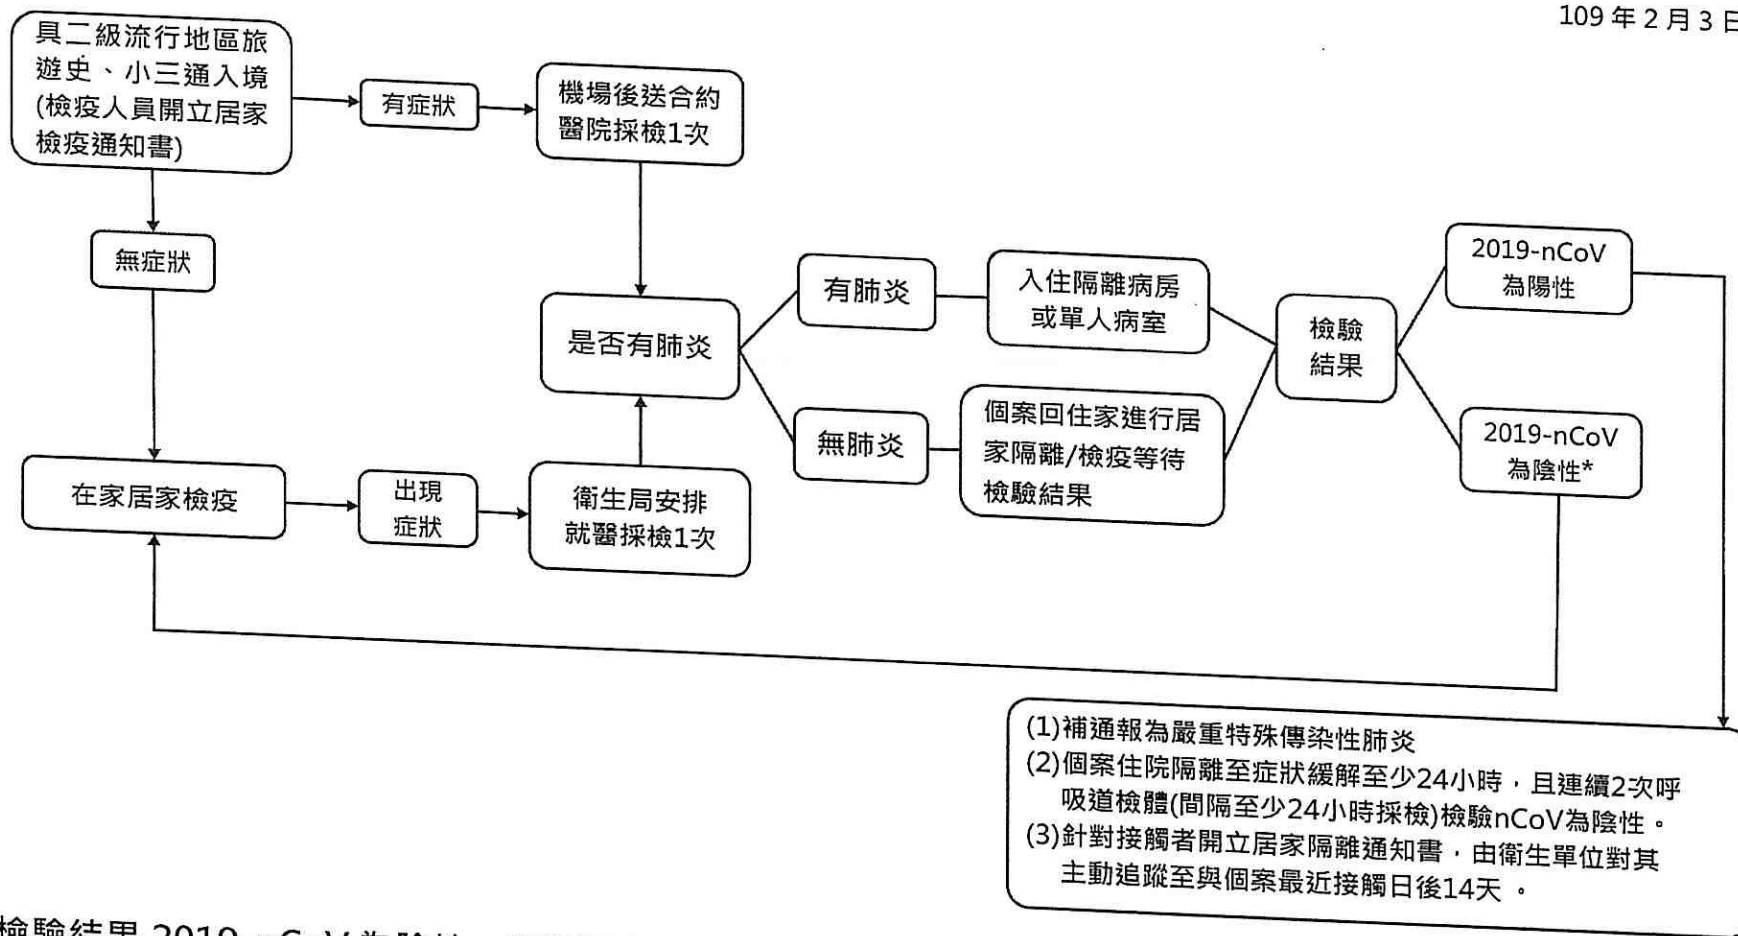 109 年 2 月 3 日
具二級流行地區旅
遊史、小三通入境
(檢疫人員開立居家
檢疫通知書)
有症狀
機場後送合約
醫院採檢1次
無症狀
是否有肺炎
有肺炎
入住隔離病房
或單人病室
無肺炎
個案回住家進行居
家隔離/檢疫等待
檢驗結果
檢驗
結果
2019-nCoV
為陽性
2019-nCoV
為陰性*
在家居家檢疫
出現
症狀
衛生局安排
就醫採檢1次
(1)補通報為嚴重特殊傳染性肺炎
(2)個案住院隔離至症狀緩解至少24小時，且連續2次呼
吸道檢體(間隔至少24小時採檢)檢驗nCoV為陰性。
(3)針對接觸者開立居家隔離通知書，由衛生單位對其
主動追蹤至與個案最近接觸日後14天。
檢驗結果 2019-nCoV 為陰性